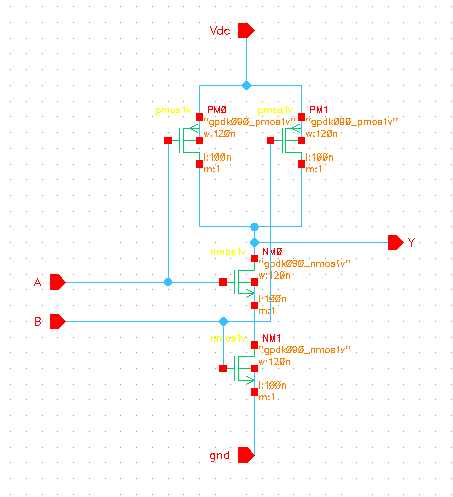 Vdc
pmos1v PM0 pmos1v PM1
"gpdk090_pmos1v" "gpdk090_pmos1v"
w:120n w:120n
l:100n l:100n
m:1 m:1
Y
nmos1v NM0
"gpdk090_nmos1v"
A
w:120n
l:100n
m:1
B
nmos1v NM1
"gpdk090_nmos1v"
w:120n
l:100n
m:1
gnd